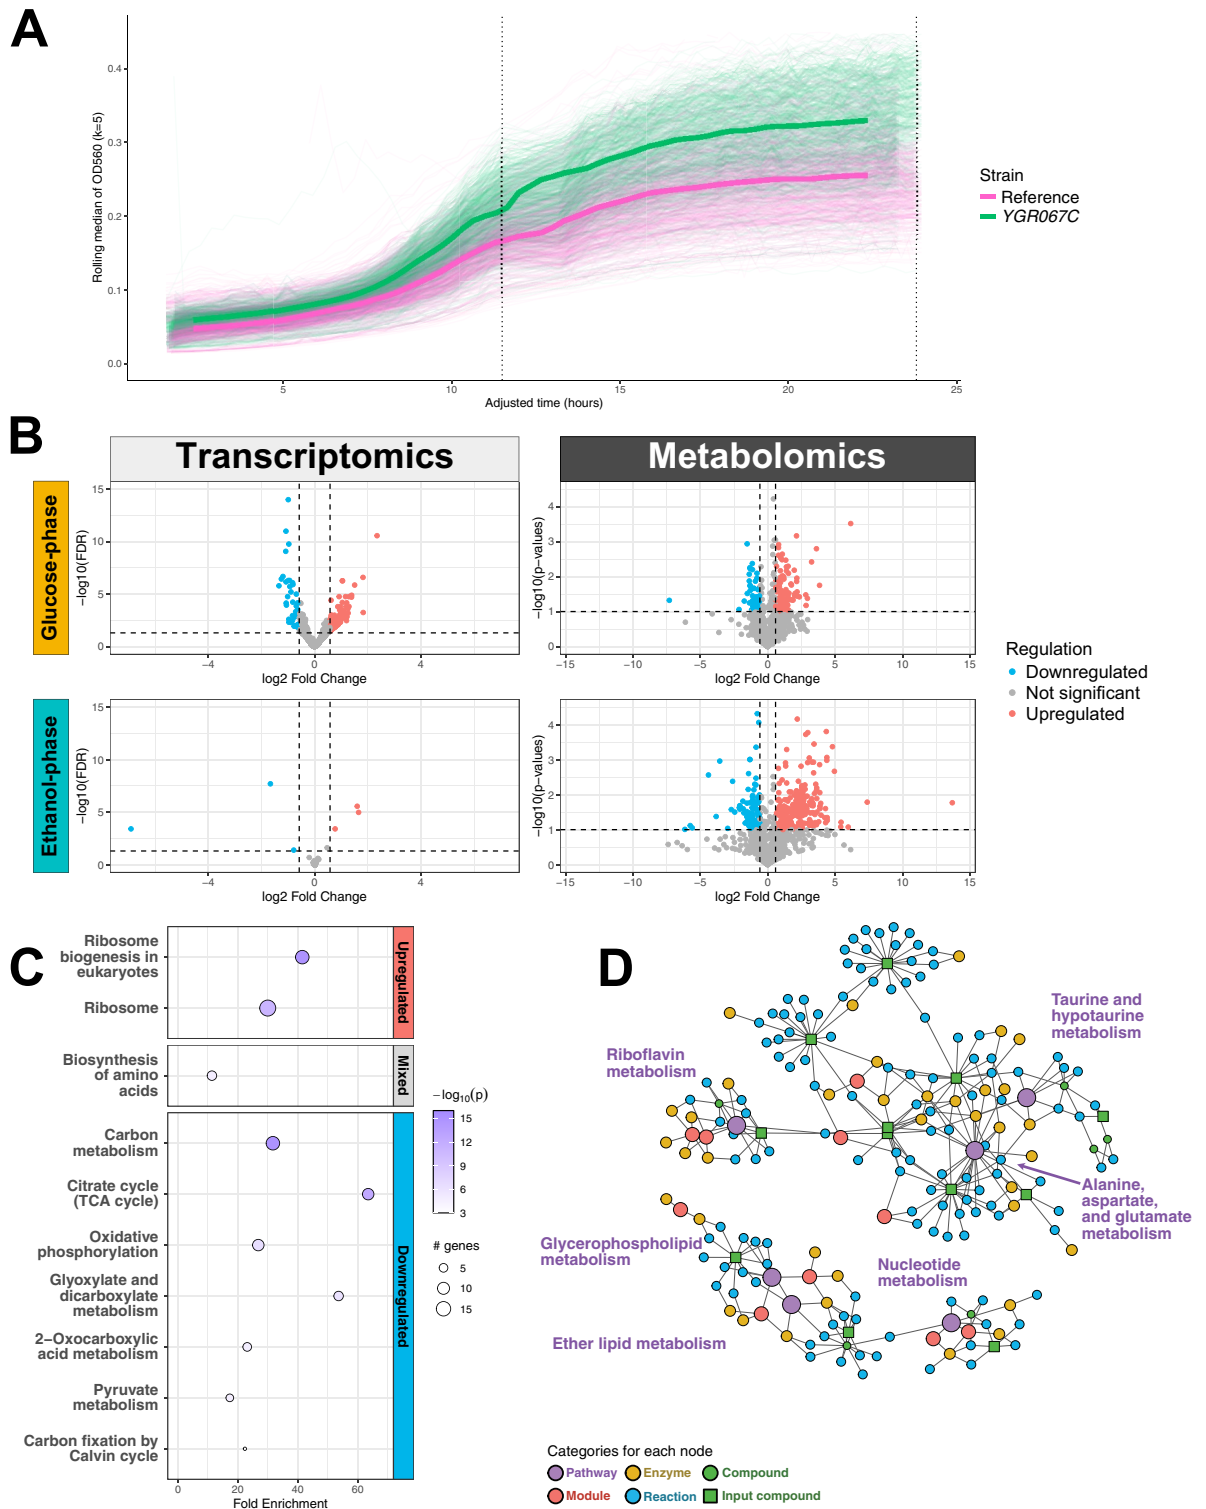 A
Rolling median of OD560 (k=5)
0.4
0.3
0.2
0.1
0.0
5
10
15
20
25
Adjusted time (hours)
Strain
Reference
YGR067C
B
Transcriptomics
Metabolomics
Glucose-phase
−log10(FDR)
15
10
5
0
−4
0
4
log2 Fold Change
−log10(p−values)
4
3
2
1
0
−15
−10
−5
0
5
10
15
log2 Fold Change
Ethanol-phase
−log10(FDR)
15
10
5
0
−4
0
4
log2 Fold Change
−log10(p−values)
4
3
2
1
0
−15
−10
−5
0
5
10
15
log2 Fold Change
Regulation
Downregulated
Not significant
Upregulated
C
Ribosome
biogenesis in
eukaryotes
Ribosome
Upregulated
Biosynthesis
of amino
acids
Mixed
Carbon
metabolism
Citrate cycle
(TCA cycle)
Oxidative
phosphorylation
Glyoxylate and
dicarboxylate
metabolism
2−Oxocarboxylic
acid metabolism
Pyruvate
metabolism
Carbon fixation by
Calvin cycle
Downregulated
0
20
40
60
Fold Enrichment
−log10(p)
15
12
9
6
3
# genes
5
10
15
D
Taurine and
hypotaurine
metabolism
Riboflavin
metabolism
Alanine,
aspartate,
and glutamate
metabolism
Glycerophospholipid
metabolism
Nucleotide
metabolism
Ether lipid metabolism
Categories for each node
Pathway
Enzyme
Compound
Module
Reaction
Input compound